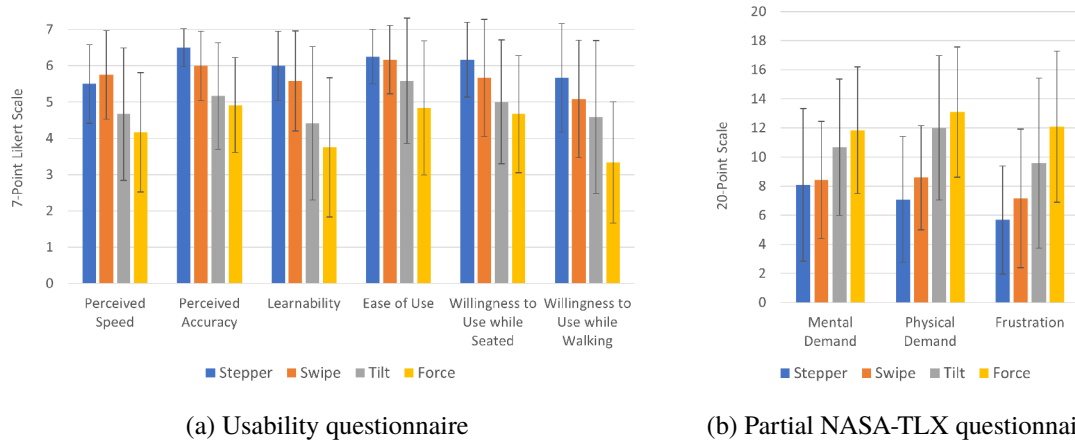 7-Point Likert Scale
7
6
5
4
3
2
1
0
Perceived Speed
Perceived Accuracy
Learnability
Ease of Use
Willingness to Use while Seated
Willingness to Use while Walking
Stepper Swipe Tilt Force
(a) Usability questionnaire
20-Point Scale
20
18
16
14
12
10
8
6
4
2
0
Mental Demand
Physical Demand
Frustration
Stepper Swipe Tilt Force
(b) Partial NASA-TLX questionnai